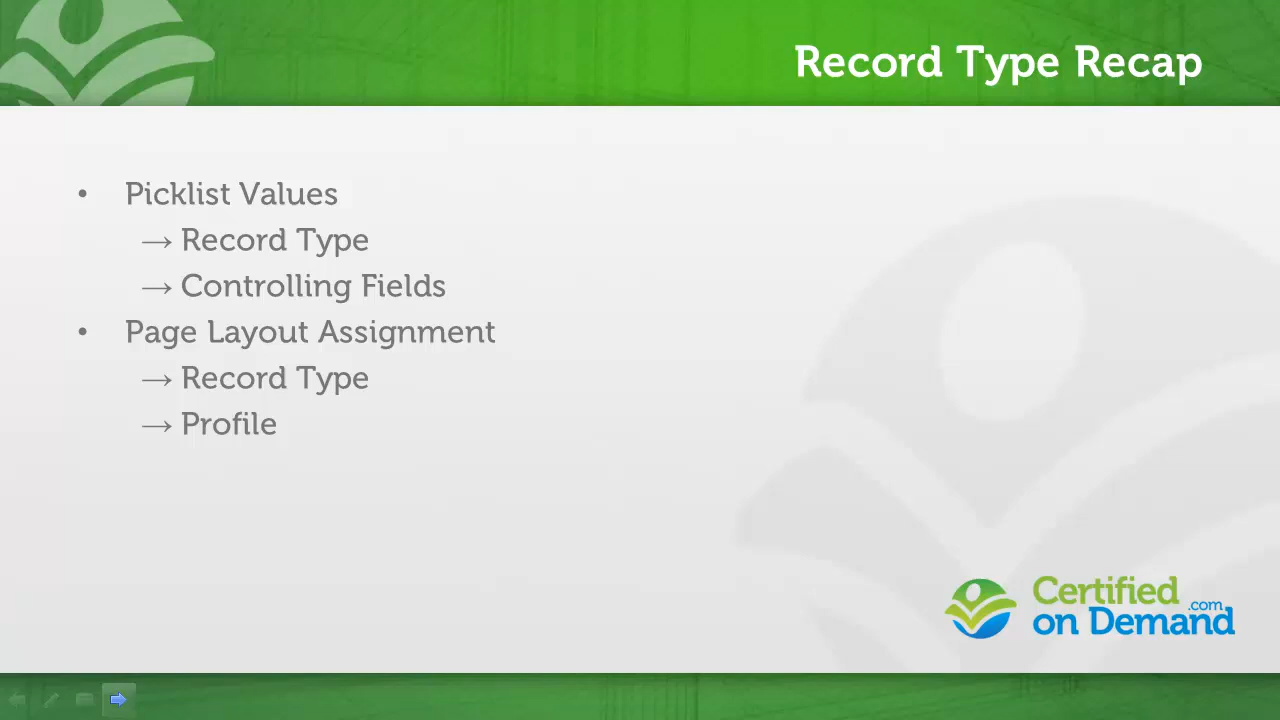 Record Type Recap
• Picklist Values
→ Record Type
→ Controlling Fields
• Page Layout Assignment
→ Record Type
→ Profile
Certified
on Demand.com